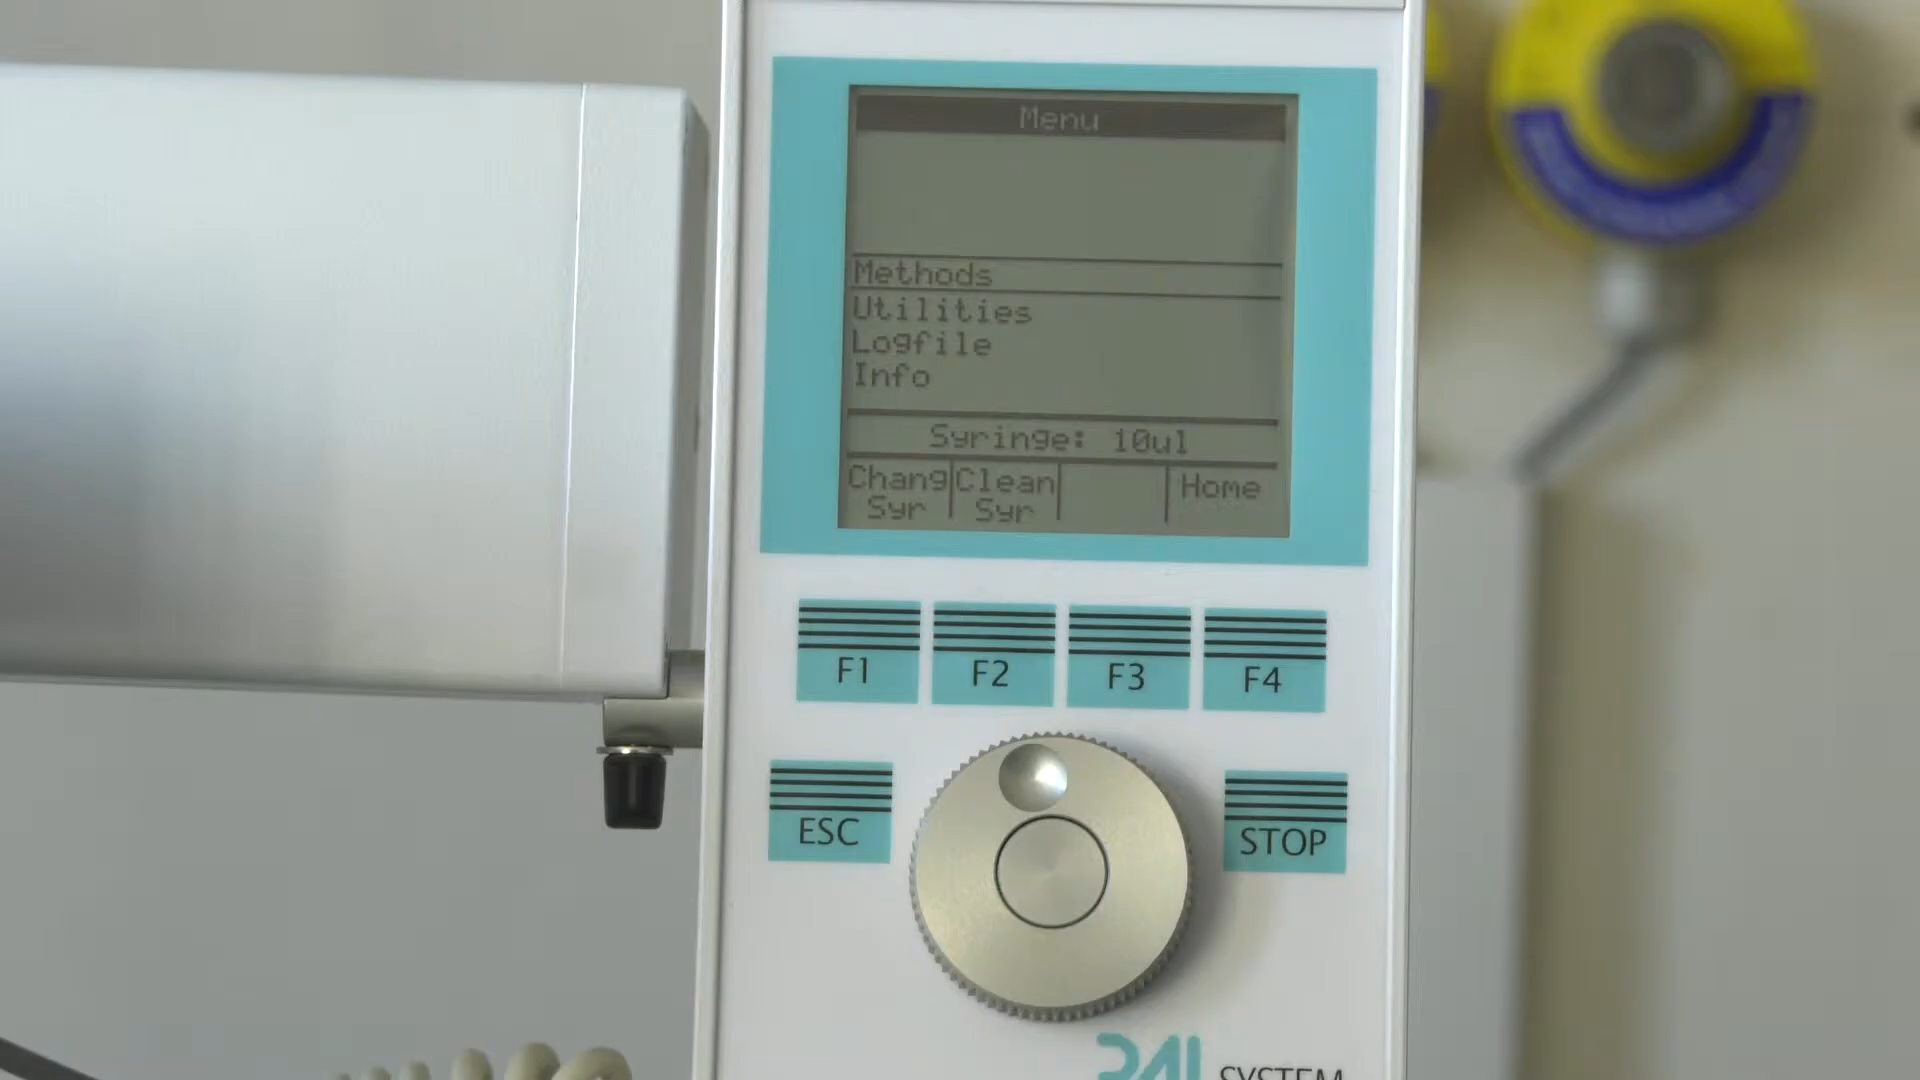 Menu
Methods
Utilities
Logfile
Info
Syringe: 10ul
Chang Syr
Clean Syr
Home
F1
F2
F3
F4
ESC
STOP
PAL SYSTEM